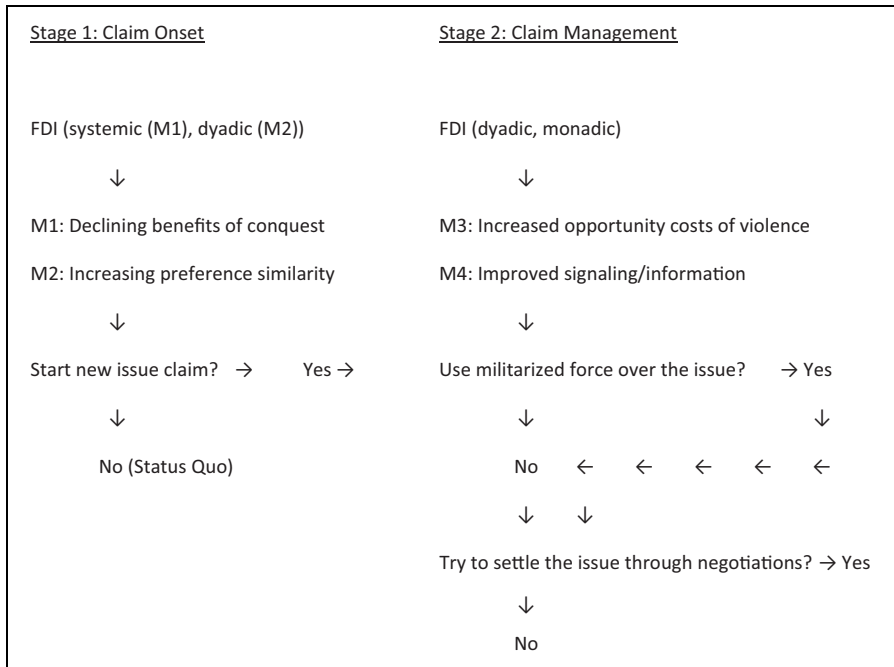 Stage 1: Claim Onset
Stage 2: Claim Management
FDI (systemic (M1), dyadic (M2))
FDI (dyadic, monadic)
↓ ↓
M1: Declining benefits of conquest
M3: Increased opportunity costs of violence
M2: Increasing preference similarity
M4: Improved signaling/information
↓ ↓
Start new issue claim? → Yes →
Use militarized force over the issue? → Yes
↓ ↓ ↓
No (Status Quo)
No ← ← ← ← ←
↓ ↓
Try to settle the issue through negotiations? → Yes
↓
No